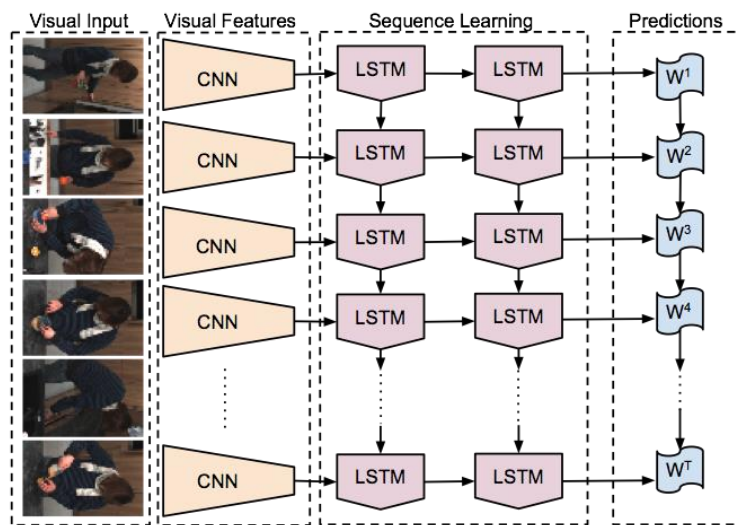 Visual Input Visual Features Sequence Learning Predictions
CNN LSTM LSTM W¹
CNN LSTM LSTM W²
CNN LSTM LSTM W³
CNN LSTM LSTM W⁴
CNN LSTM LSTM Wᵀ